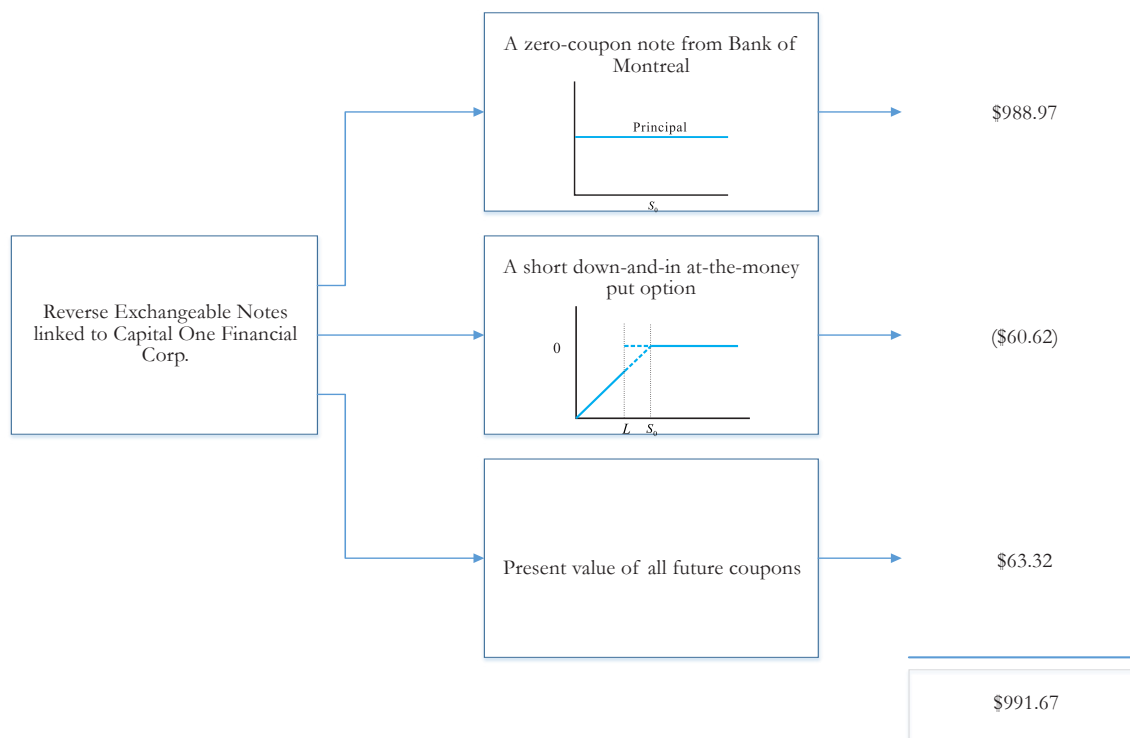 A zero-coupon note from Bank of
Montreal
Principal
S₀
$988.97
Reverse Exchangeable Notes
linked to Capital One Financial
Corp.
A short down-and-in at-the-money
put option
0
L S₀
($60.62)
Present value of all future coupons
$63.32
$991.67